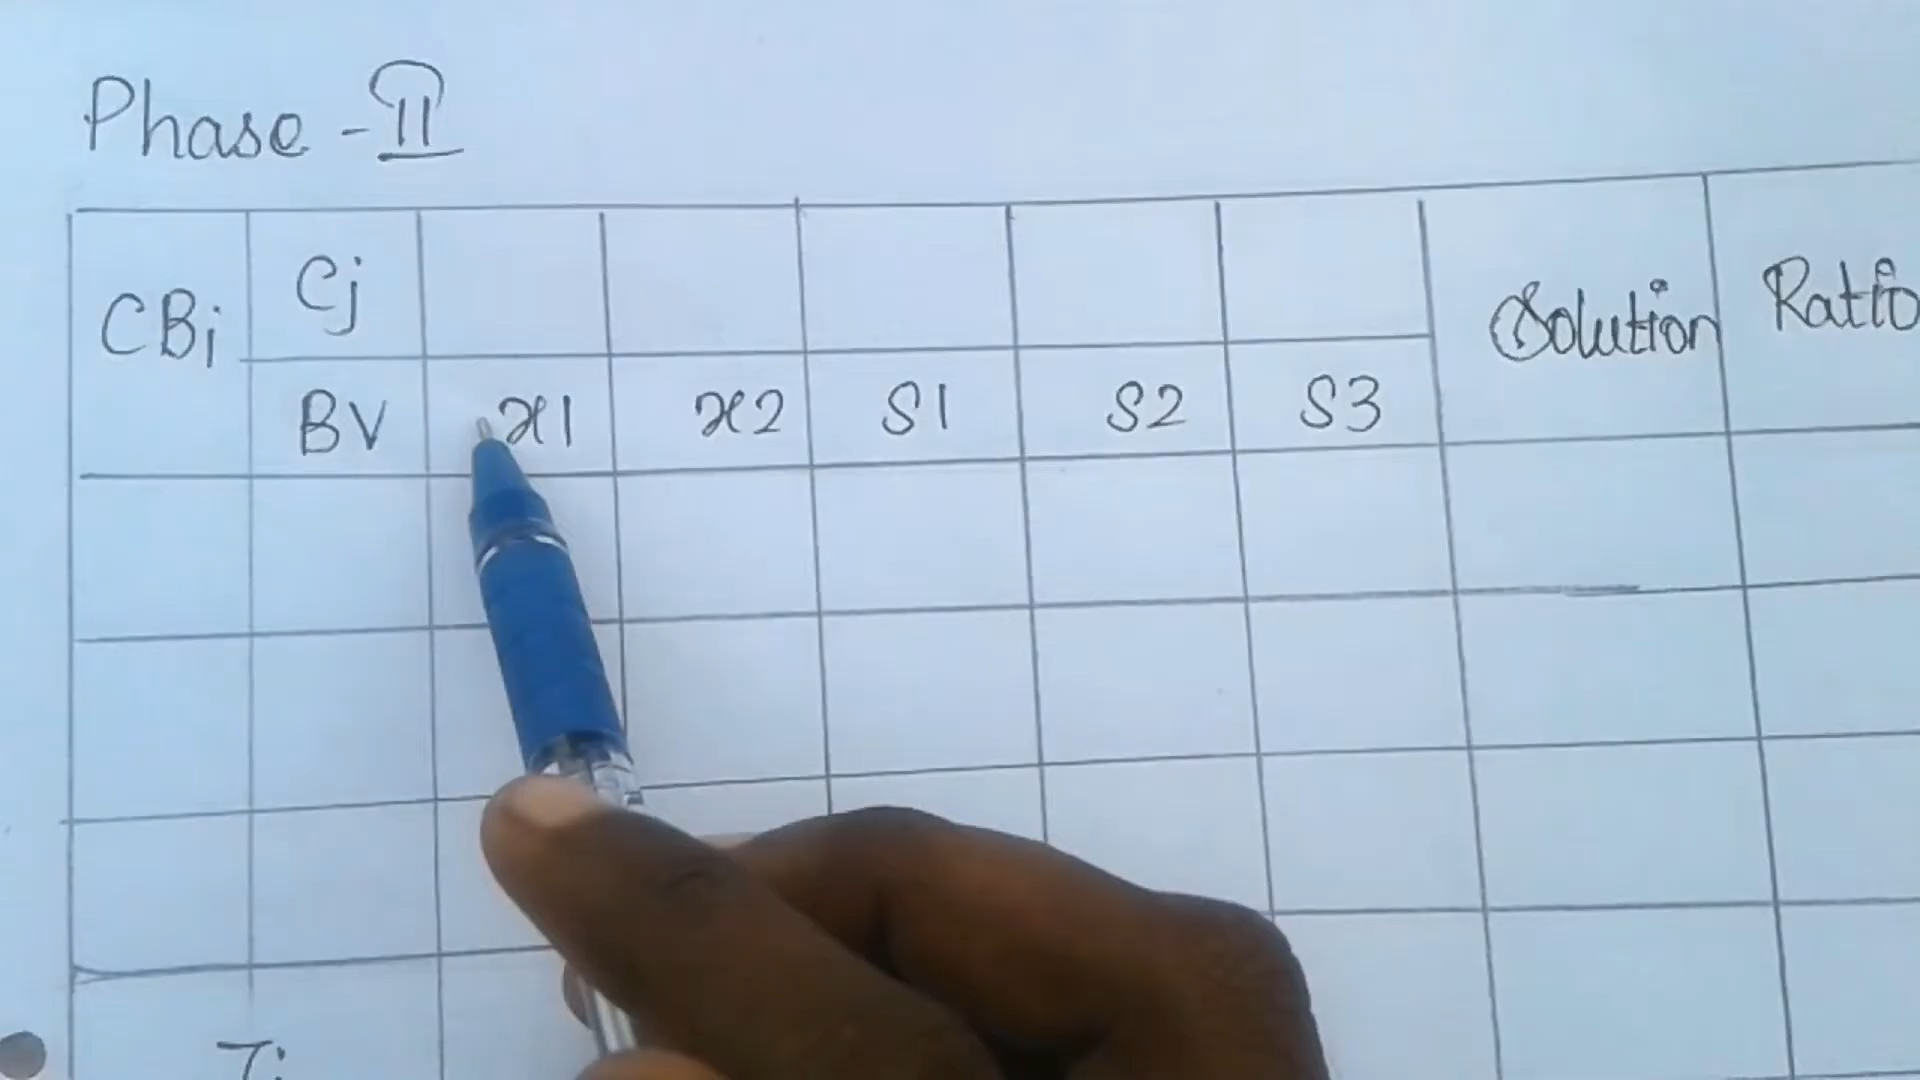 Phase - II
CBi Cj Solution Ratio
BV x1 x2 S1 S2 S3